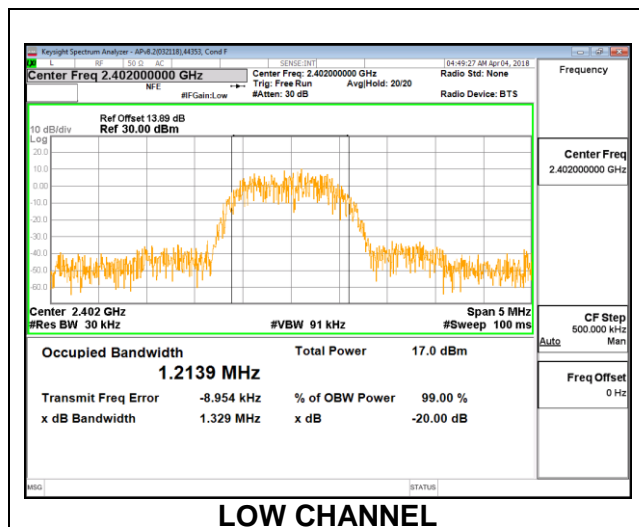 Keysight Spectrum Analyzer - APv8.2(032118),44353, Cond F
L RF 50 Ω AC SENSE:INT 04:49:27 AM Apr 04, 2018
Center Freq 2.402000000 GHz Center Freq: 2.402000000 GHz Radio Std: None Frequency
NFE Trig: Free Run Avg|Hold: 20/20
#IFGain:Low #Atten: 30 dB Radio Device: BTS
Ref Offset 13.89 dB
10 dB/div Ref 30.00 dBm
Log
20.0
10.0
0.00
-10.0
-20.0
-30.0
-40.0
-50.0
-60.0
Center Freq
2.402000000 GHz
Center 2.402 GHz Span 5 MHz
#Res BW 30 kHz #VBW 91 kHz #Sweep 100 ms
CF Step
500.000 kHz
Auto Man
Occupied Bandwidth Total Power 17.0 dBm
1.2139 MHz
Transmit Freq Error -8.954 kHz % of OBW Power 99.00 %
x dB Bandwidth 1.329 MHz x dB -20.00 dB
Freq Offset
0 Hz
MSG STATUS
LOW CHANNEL